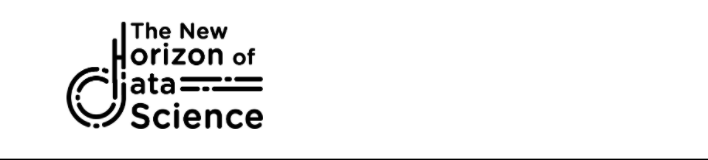 The New
Horizon of
data
Science